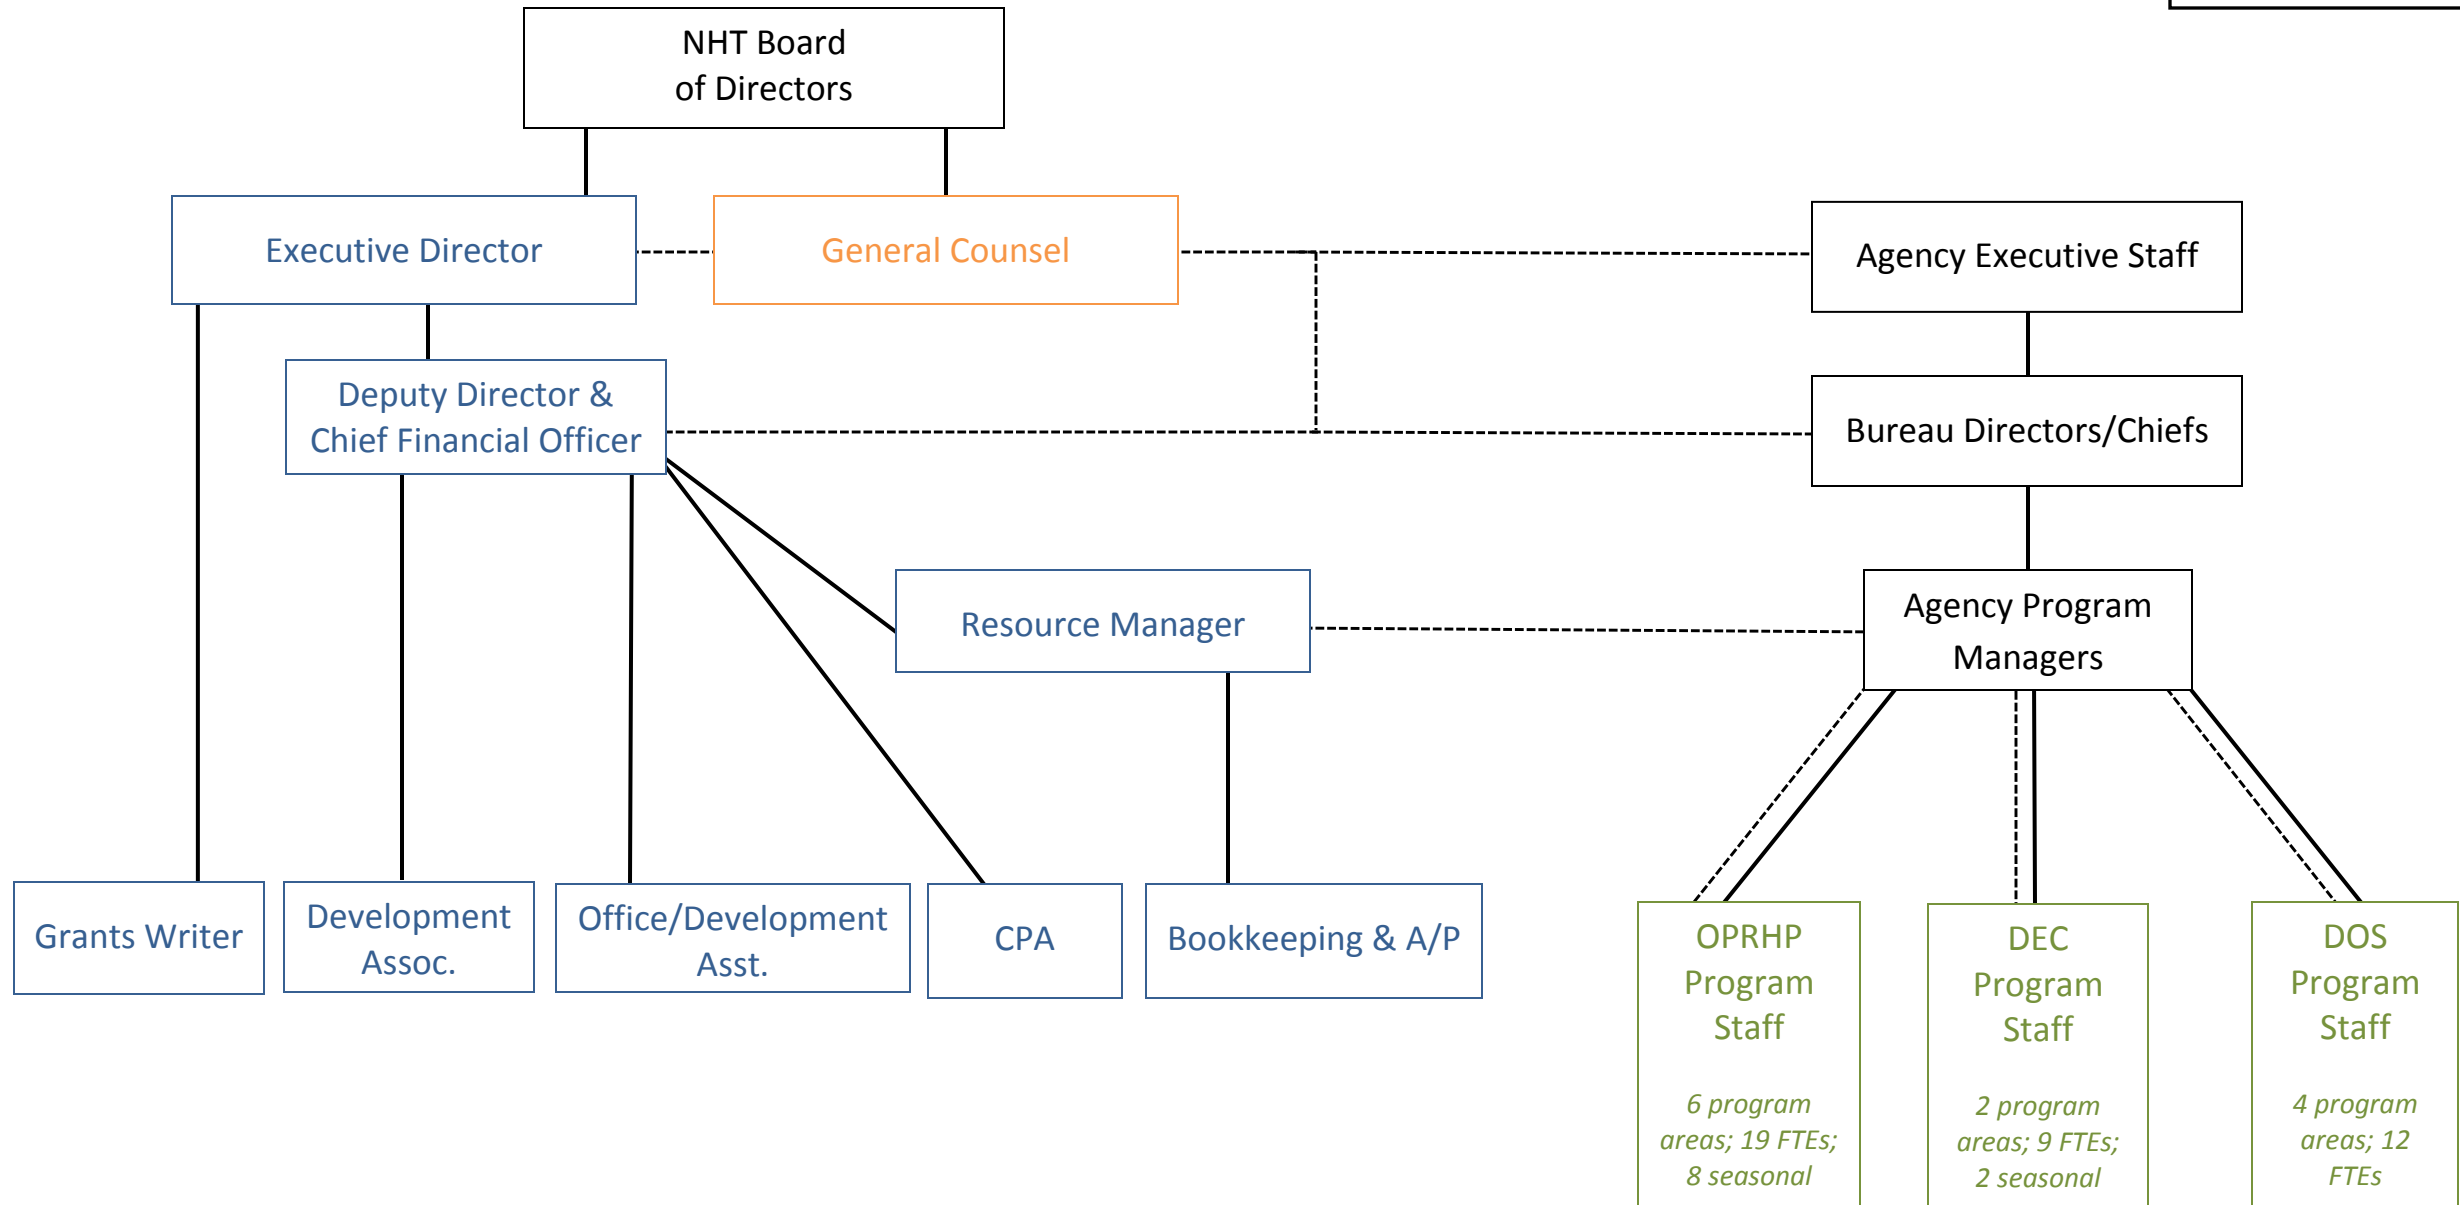 NHT Board
of Directors
Executive Director
General Counsel
Agency Executive Staff
Deputy Director &
Chief Financial Officer
Bureau Directors/Chiefs
Resource Manager
Agency Program
Managers
Grants Writer
Development
Assoc.
Office/Development
Asst.
CPA
Bookkeeping & A/P
OPRHP
Program
Staff
6 program
areas; 19 FTEs;
8 seasonal
DEC
Program
Staff
2 program
areas; 9 FTEs;
2 seasonal
DOS
Program
Staff
4 program
areas; 12
FTEs